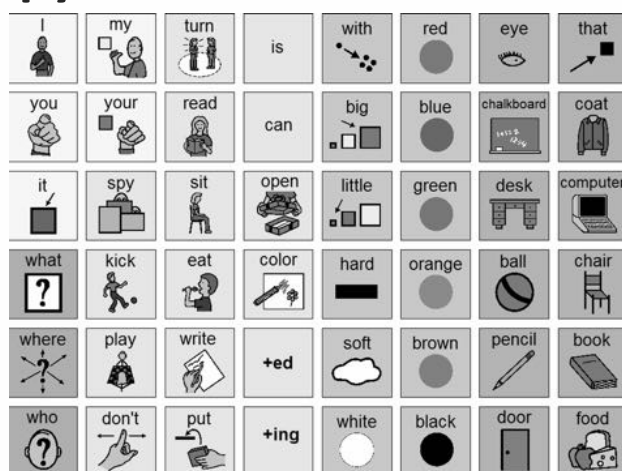 I my turn is with red eye that
you your read can big blue chalkboard coat
it spy sit open little green desk computer
what kick eat color hard orange ball chair
where play write +ed soft brown pencil book
who don't put +ing white black door food